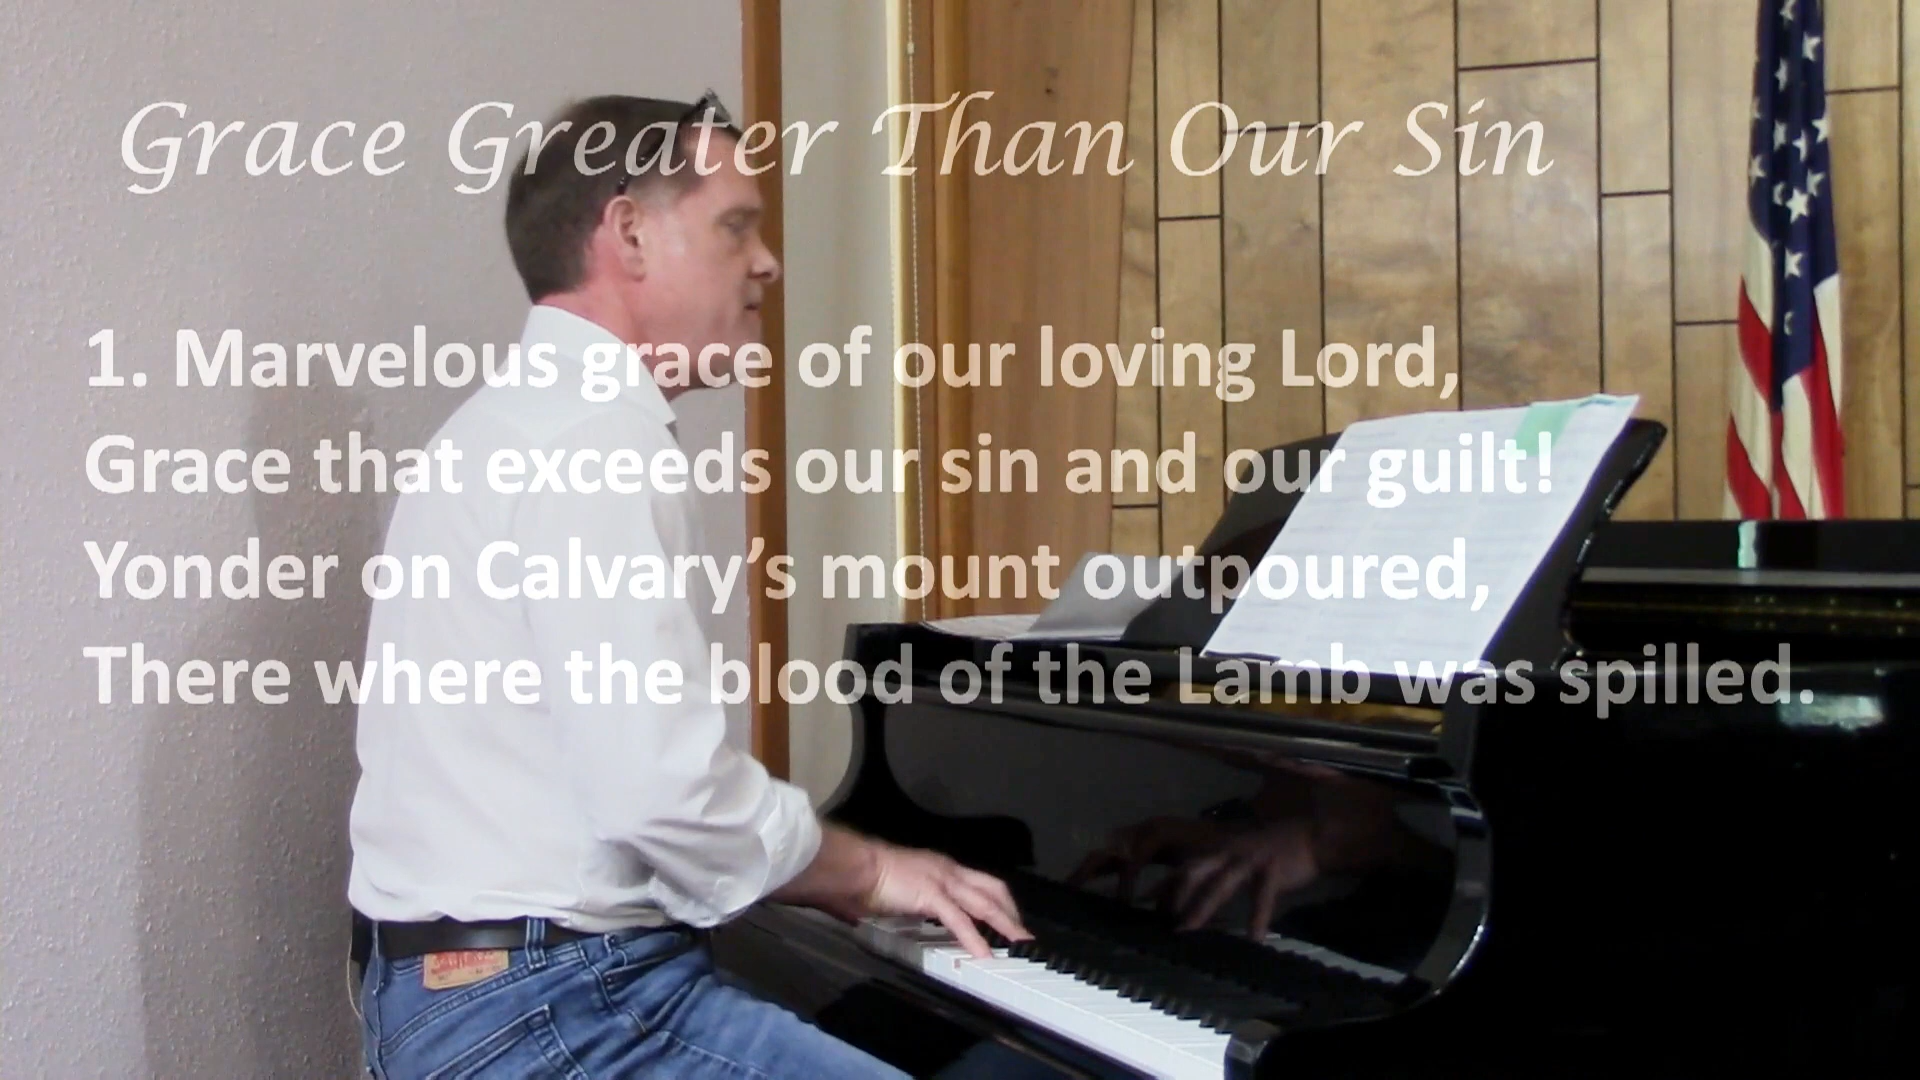 Grace Greater Than Our Sin
1. Marvelous grace of our loving Lord,
Grace that exceeds our sin and our guilt!
Yonder on Calvary’s mount outpoured,
There where the blood of the Lamb was spilled.